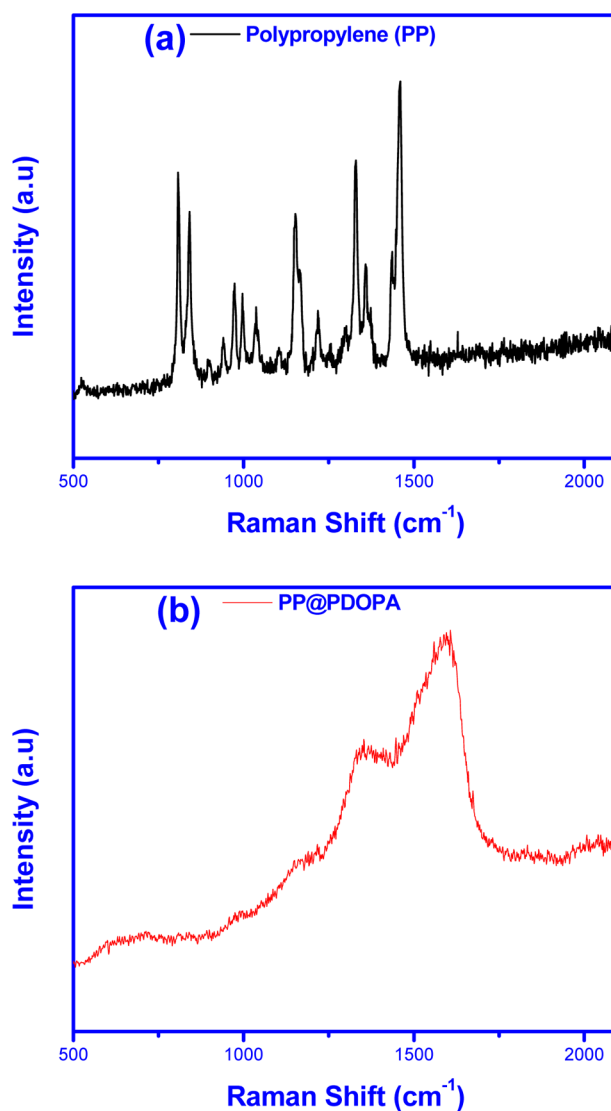 (a) Polypropylene (PP)
Intensity (a.u)
500 1000 1500 2000
Raman Shift (cm⁻¹)
(b) PP@PDOPA
Intensity (a.u)
500 1000 1500 2000
Raman Shift (cm⁻¹)